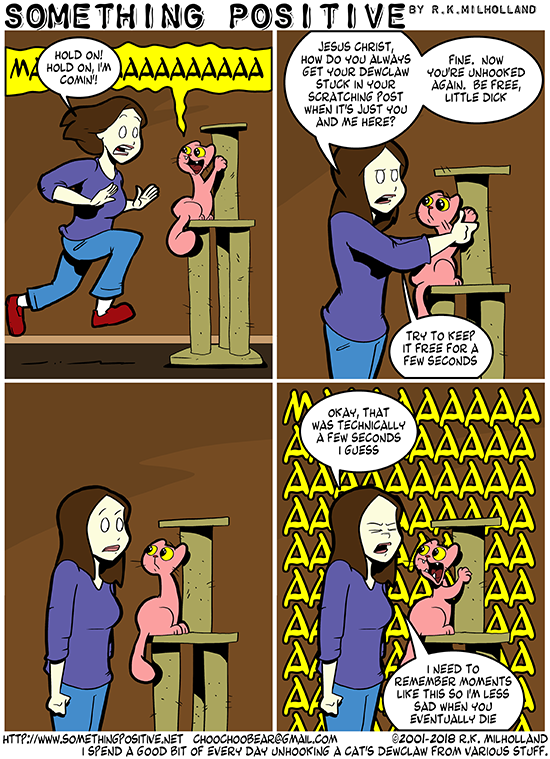 SOMETHING POSITIVE BY R.K.MILHOLLAND
HOLD ON!
HOLD ON, I'M
COMIN'!
JESUS CHRIST,
HOW DO YOU ALWAYS
GET YOUR DEWCLAW
STUCK IN YOUR
SCRATCHING POST
WHEN IT'S JUST YOU
AND ME HERE?
FINE. NOW
YOU'RE UNHOOKED
AGAIN. BE FREE,
LITTLE DICK
TRY TO KEEP
IT FREE FOR A
FEW SECONDS
OKAY, THAT
WAS TECHNICALLY
A FEW SECONDS
I GUESS
I NEED TO
REMEMBER MOMENTS
LIKE THIS SO I'M LESS
SAD WHEN YOU
EVENTUALLY DIE
HTTP://WWW.SOMETHINGPOSITIVE.NET CHOOCHOOBEAR@GMAIL.COM ©2001-2018 R.K. MILHOLLAND
I SPEND A GOOD BIT OF EVERY DAY UNHOOKING A CAT'S DEWCLAW FROM VARIOUS STUFF.